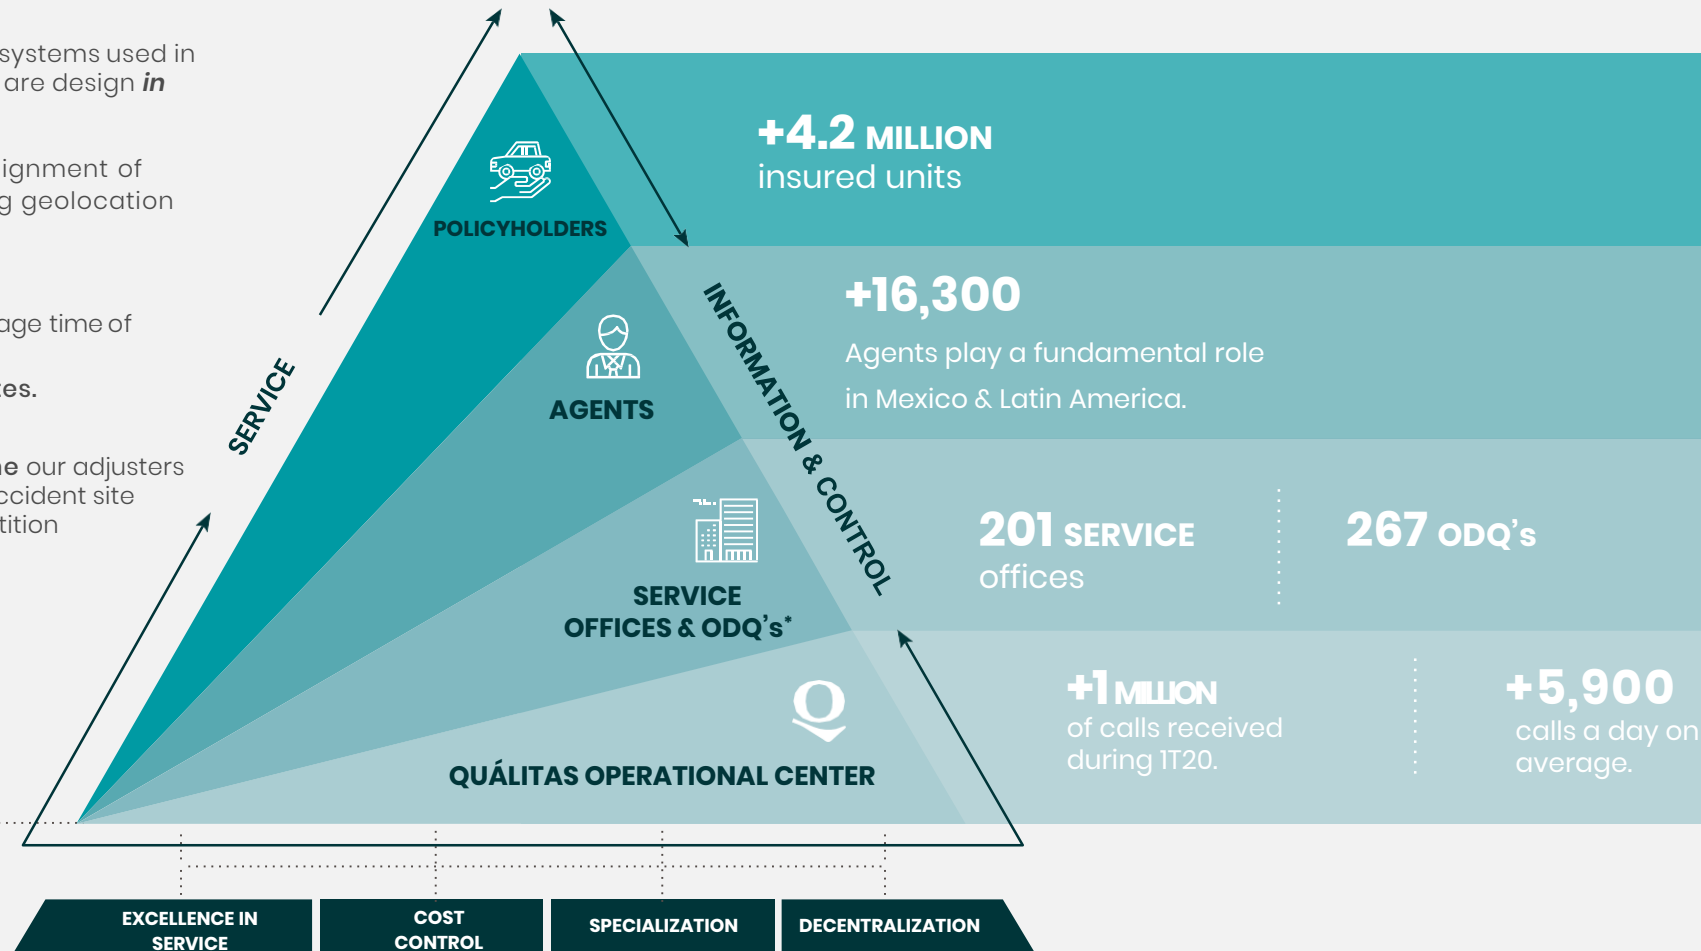 systems used in
are design in
ignment of
g geolocation
age time of
tes.
ne our adjusters
ccident site
tition
SERVICE
POLICYHOLDERS
AGENTS
SERVICE
OFFICES & ODQ's*
QUÁLITAS OPERATIONAL CENTER
INFORMATION & CONTROL
+4.2 MILLION
insured units
+16,300
Agents play a fundamental role
in Mexico & Latin America.
201 SERVICE
offices
267 ODQ's
+1 MILLION
of calls received
during 1T20.
+5,900
calls a day on
average.
EXCELLENCE IN
SERVICE
COST
CONTROL
SPECIALIZATION
DECENTRALIZATION